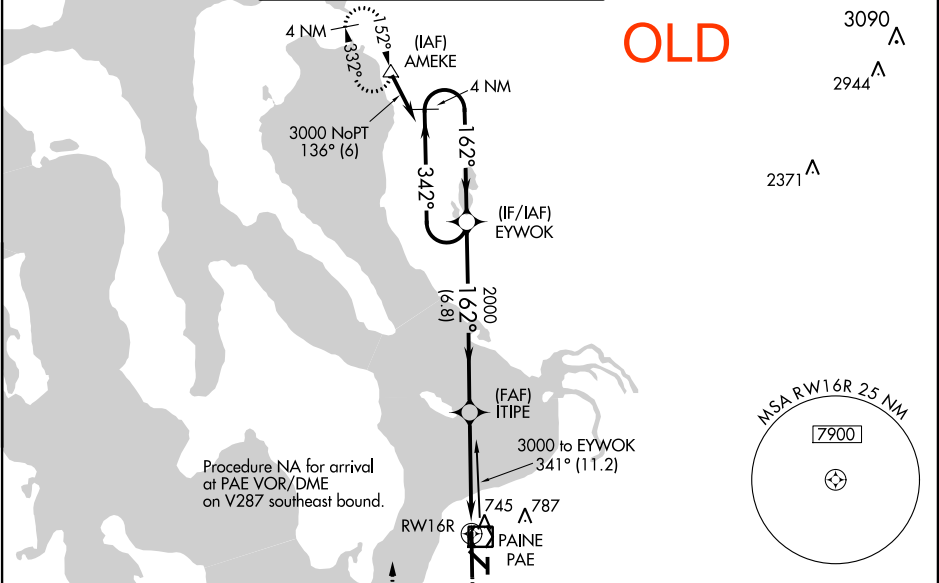 OLD
3090
2944
2371
4 NM
152°
332°
(IAF)
AMEKE
4 NM
3000 NoPT
136° (6)
162°
342°
(IF/IAF)
EYWOK
2000
162°
(6.8)
(FAF)
ITIPE
3000 to EYWOK
341° (11.2)
Procedure NA for arrival
at PAE VOR/DME
on V287 southeast bound.
745
787
RW16R
PAINE
PAE
MSA RW16R 25 NM
7900